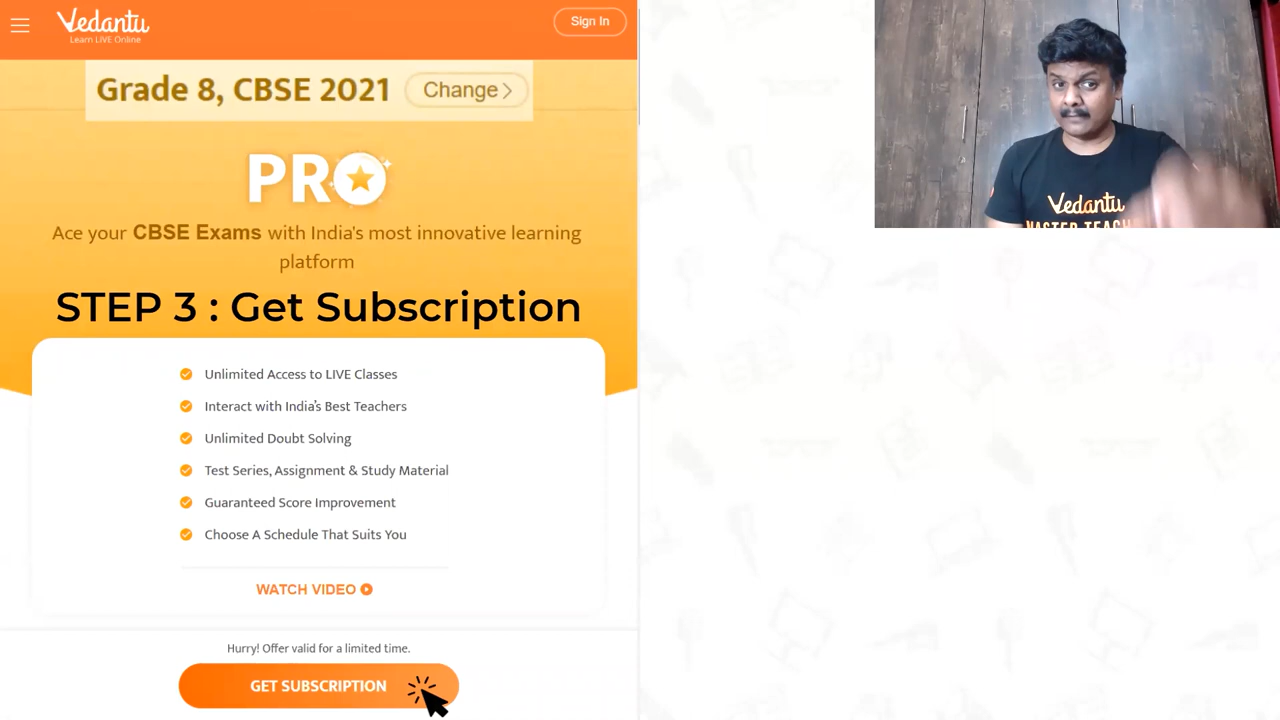 Vedantu
Learn LIVE Online
Sign In
Grade 8, CBSE 2021
Change
PRO
Ace your CBSE Exams with India's most innovative learning
platform
STEP 3 : Get Subscription
Unlimited Access to LIVE Classes
Interact with India's Best Teachers
Unlimited Doubt Solving
Test Series, Assignment & Study Material
Guaranteed Score Improvement
Choose A Schedule That Suits You
WATCH VIDEO
Hurry! Offer valid for a limited time.
GET SUBSCRIPTION
Vedantu
MASTER